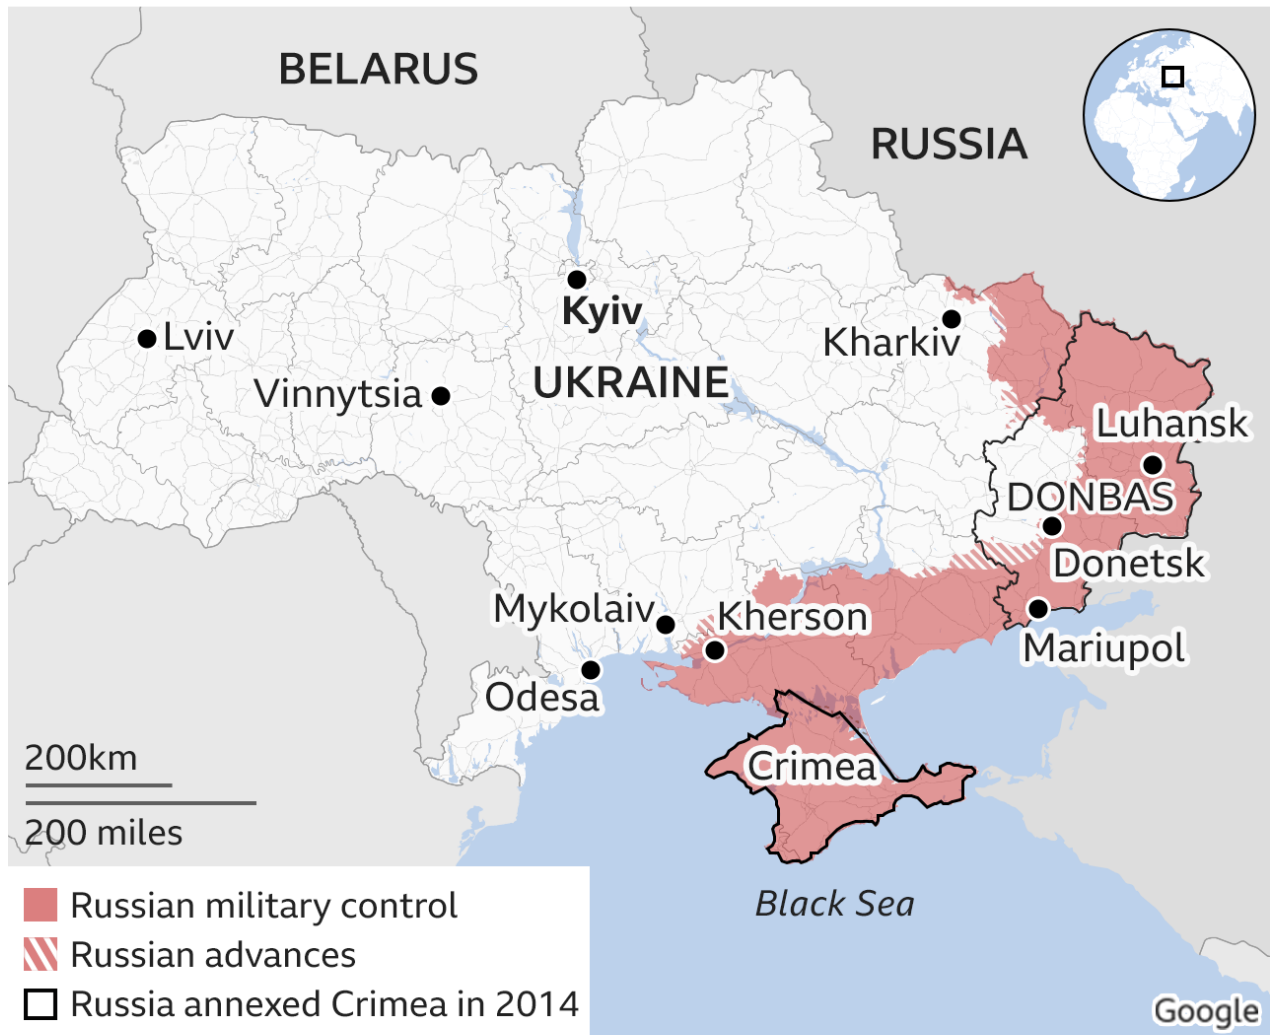 BELARUS
RUSSIA
Kyiv
Lviv
Kharkiv
Vinnytsia
UKRAINE
Luhansk
DONBAS
Donetsk
Mykolaiv
Kherson
Mariupol
Odesa
Crimea
200km
200 miles
Black Sea
Russian military control
Russian advances
Russia annexed Crimea in 2014
Google